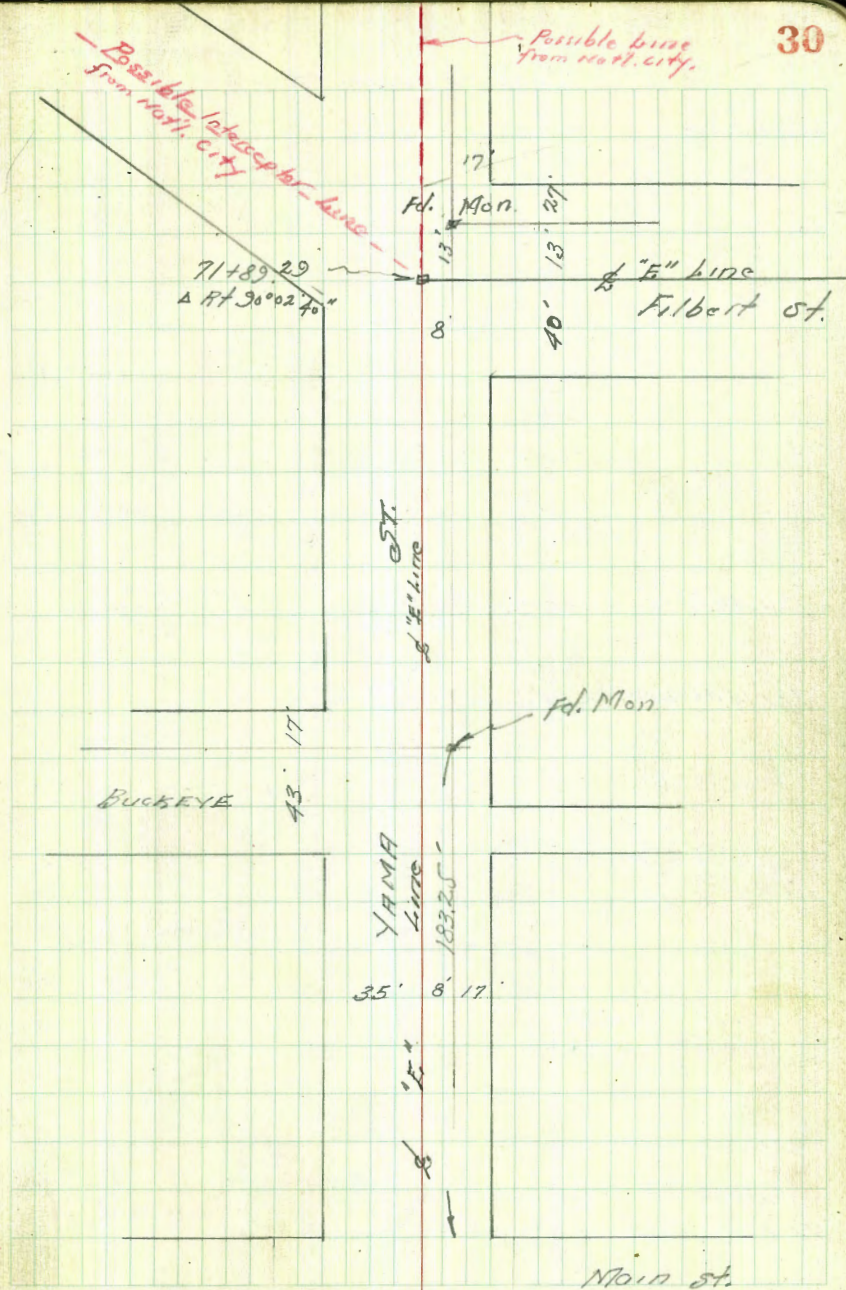 30
Possible Line
from Nat'l. City.
Possible Interceptor Line
from Nat'l. City
17'
Fd. Mon.
27'
13'
13'
71+89.29
Δ Rt 90°02'40"
℄ "E" Line
Filbert St.
8'
40'
ST.
℄ "E" Line
Fd. Mon
17'
43'
BUCKEYE
YAMA
Line
183.25'
35' 8' 17'
"E"
℄
Main St.